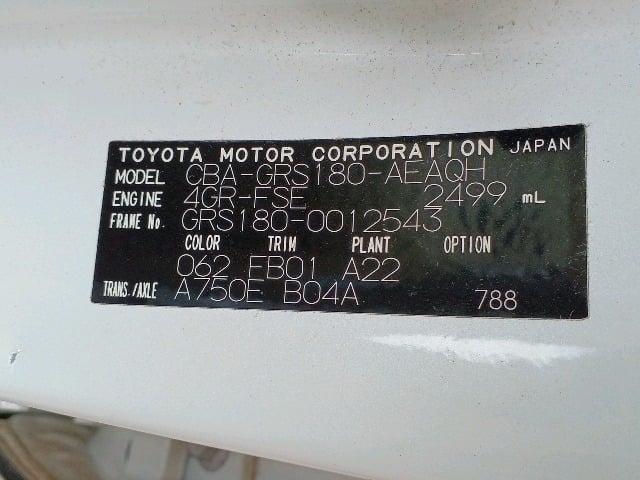 TOYOTA MOTOR CORPORATION JAPAN
MODEL CBA-GRS180-AEAQH
ENGINE 4GR-FSE 2499 mL
FRAME No. GRS180-0012543
COLOR TRIM PLANT OPTION
062 FB01 A22
TRANS./AXLE A750E B04A 788